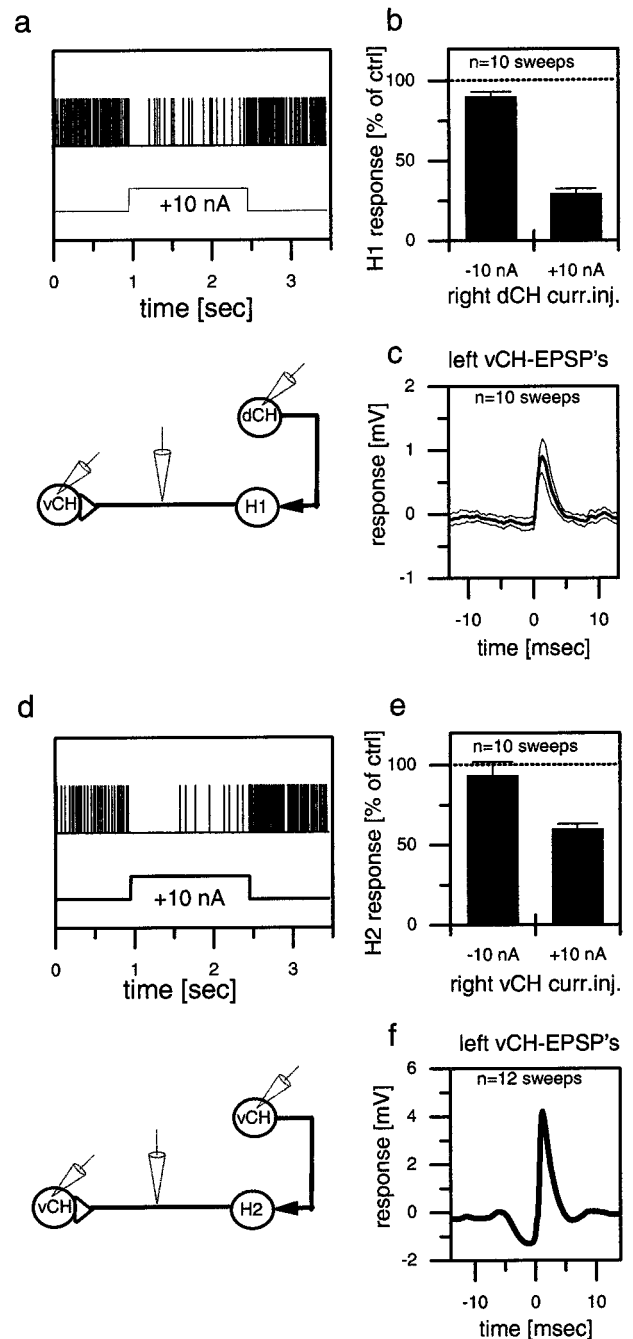 a
+10 nA
0 1 2 3
time [sec]
b
H1 response [% of ctrl]
100
50
0
n=10 sweeps
-10 nA +10 nA
right dCH curr.inj.
dCH
vCH
H1
c
left vCH-EPSP's
n=10 sweeps
response [mV]
2
1
0
-1
-10 0 10
time [msec]
d
+10 nA
0 1 2 3
time [sec]
e
H2 response [% of ctrl]
100
50
0
n=10 sweeps
-10 nA +10 nA
right vCH curr.inj.
vCH
vCH
H2
f
left vCH-EPSP's
n=12 sweeps
response [mV]
6
4
2
0
-2
-10 0 10
time [msec]